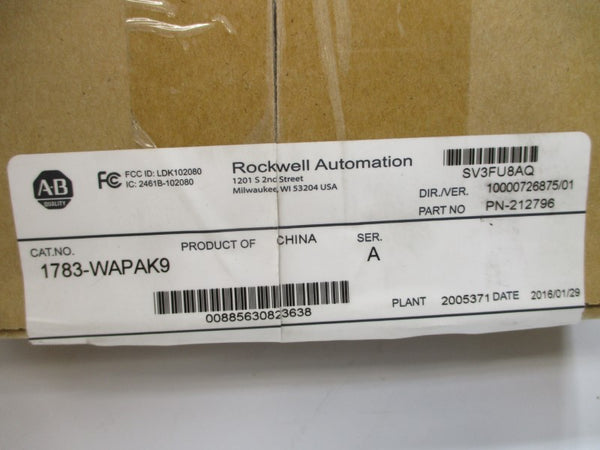 A-B
QUALITY
FC FCC ID: LDK102080
IC: 2461B-102080
Rockwell Automation
1201 S 2nd Street
Milwaukee, WI 53204 USA
SV3FU8AQ
DIR./VER. 10000726875/01
PART NO PN-212796
CAT.NO. PRODUCT OF CHINA SER.
1783-WAPAK9 A
00885630823638
PLANT 2005371 DATE 2016/01/29